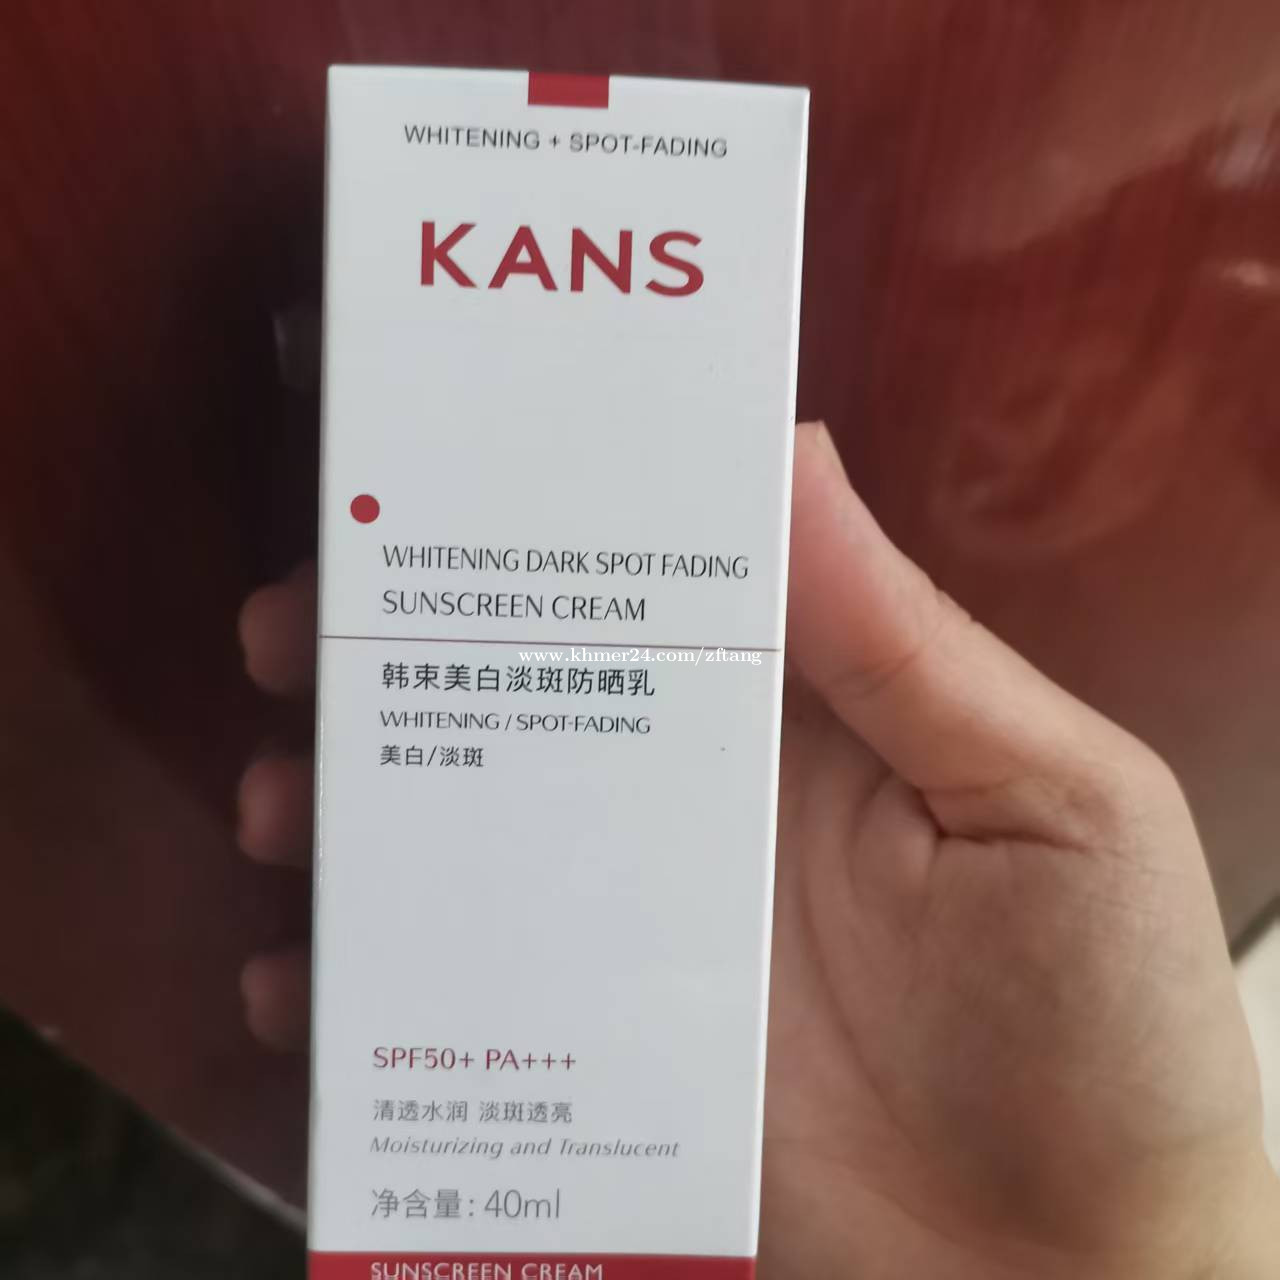 WHITENING + SPOT-FADING
KANS
WHITENING DARK SPOT FADING
SUNSCREEN CREAM
www.khmer24.com/zftang
韩束美白淡斑防晒乳
WHITENING / SPOT-FADING
美白/淡斑
SPF50+ PA+++
清透水润 淡斑透亮
Moisturizing and Translucent
净含量: 40ml
SUNSCREEN CREAM